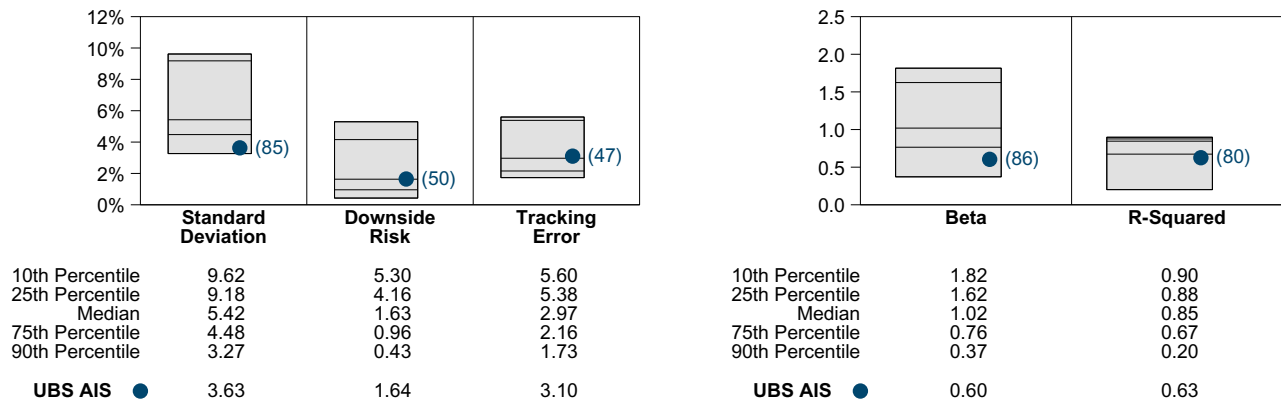 12%
10%
8%
6%
4%
2%
0%
(85)
(50)
(47)
Standard Deviation
Downside Risk
Tracking Error
10th Percentile 9.62 5.30 5.60
25th Percentile 9.18 4.16 5.38
Median 5.42 1.63 2.97
75th Percentile 4.48 0.96 2.16
90th Percentile 3.27 0.43 1.73
UBS AIS 3.63 1.64 3.10
2.5
2.0
1.5
1.0
0.5
0.0
(86)
(80)
Beta
R-Squared
10th Percentile 1.82 0.90
25th Percentile 1.62 0.88
Median 1.02 0.85
75th Percentile 0.76 0.67
90th Percentile 0.37 0.20
UBS AIS 0.60 0.63